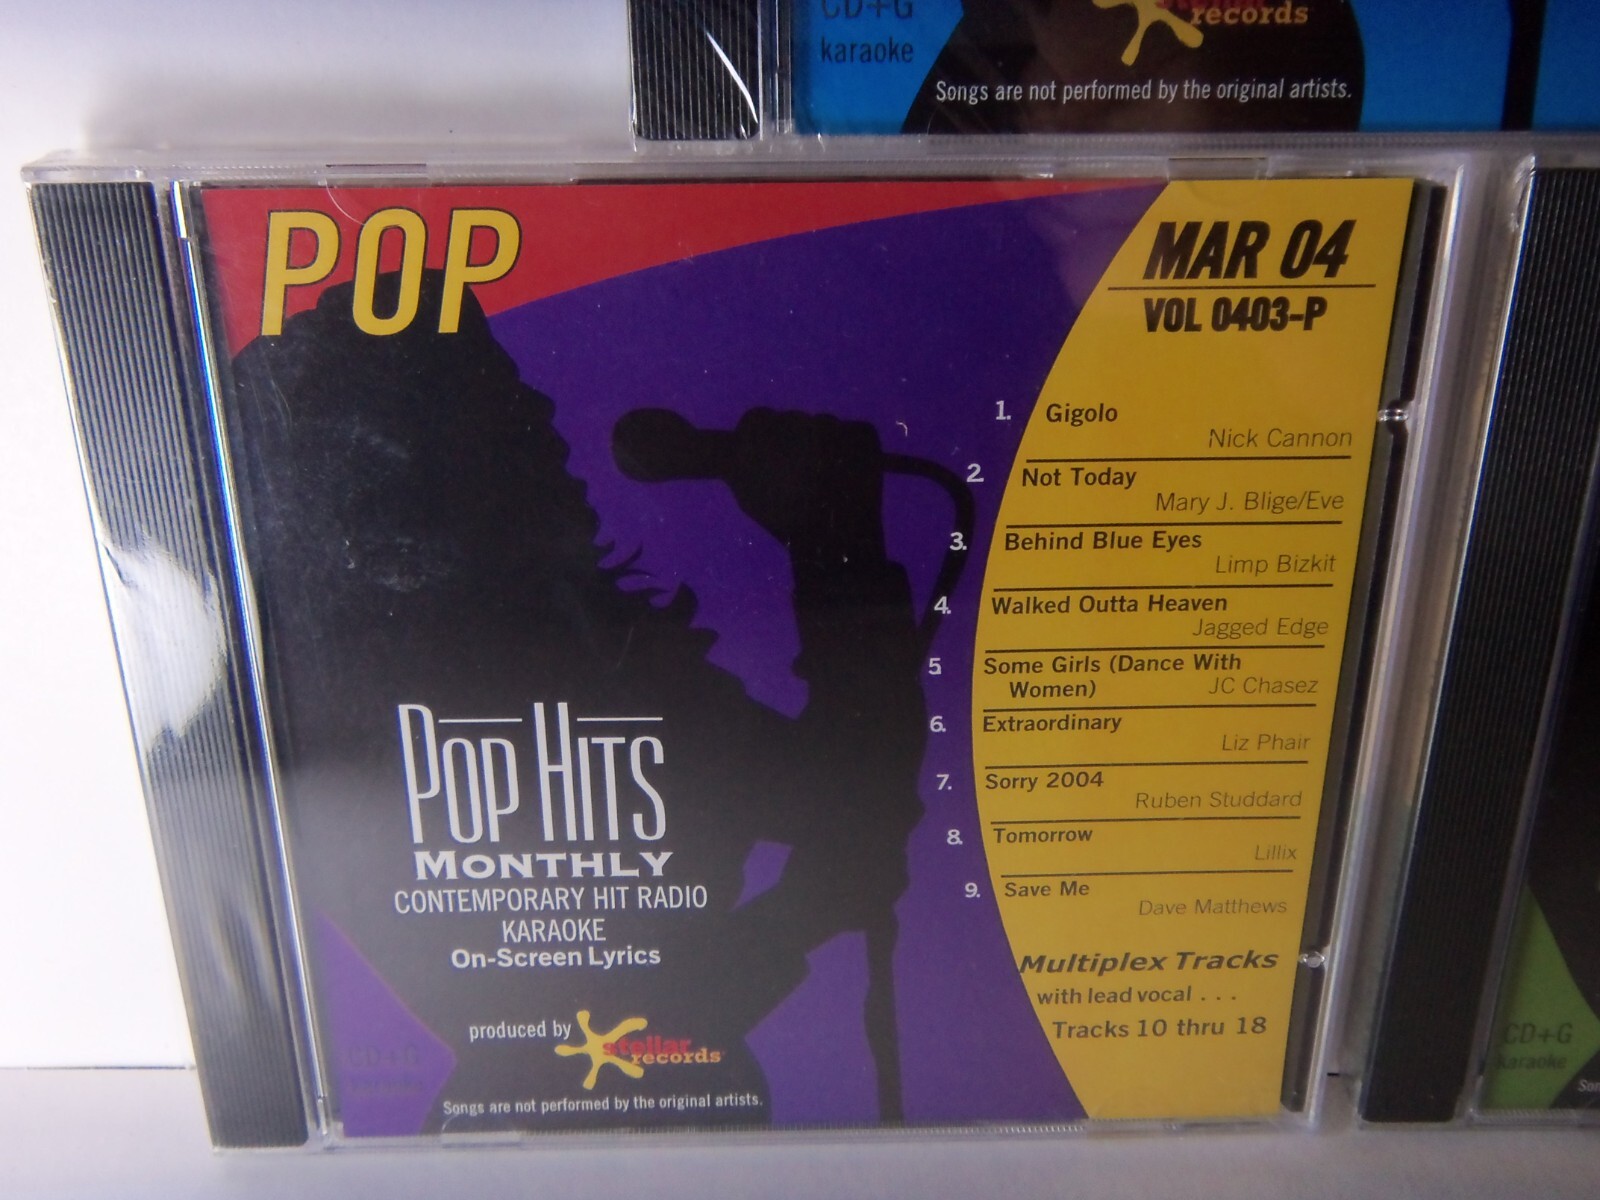 CD+G
records
karaoke
Songs are not performed by the original artists.
POP
MAR 04
VOL 0403-P
1. Gigolo
Nick Cannon
2. Not Today
Mary J. Blige/Eve
3. Behind Blue Eyes
Limp Bizkit
4. Walked Outta Heaven
Jagged Edge
5. Some Girls (Dance With
Women) JC Chasez
6. Extraordinary
Liz Phair
7. Sorry 2004
Ruben Studdard
8. Tomorrow
Lillix
9. Save Me
Dave Matthews
Multiplex Tracks
with lead vocal . . .
Tracks 10 thru 18
POP HITS
MONTHLY
CONTEMPORARY HIT RADIO
KARAOKE
On-Screen Lyrics
produced by stellar
records
CD+G
karaoke
Songs are not performed by the original artists.
CD+G
karaoke